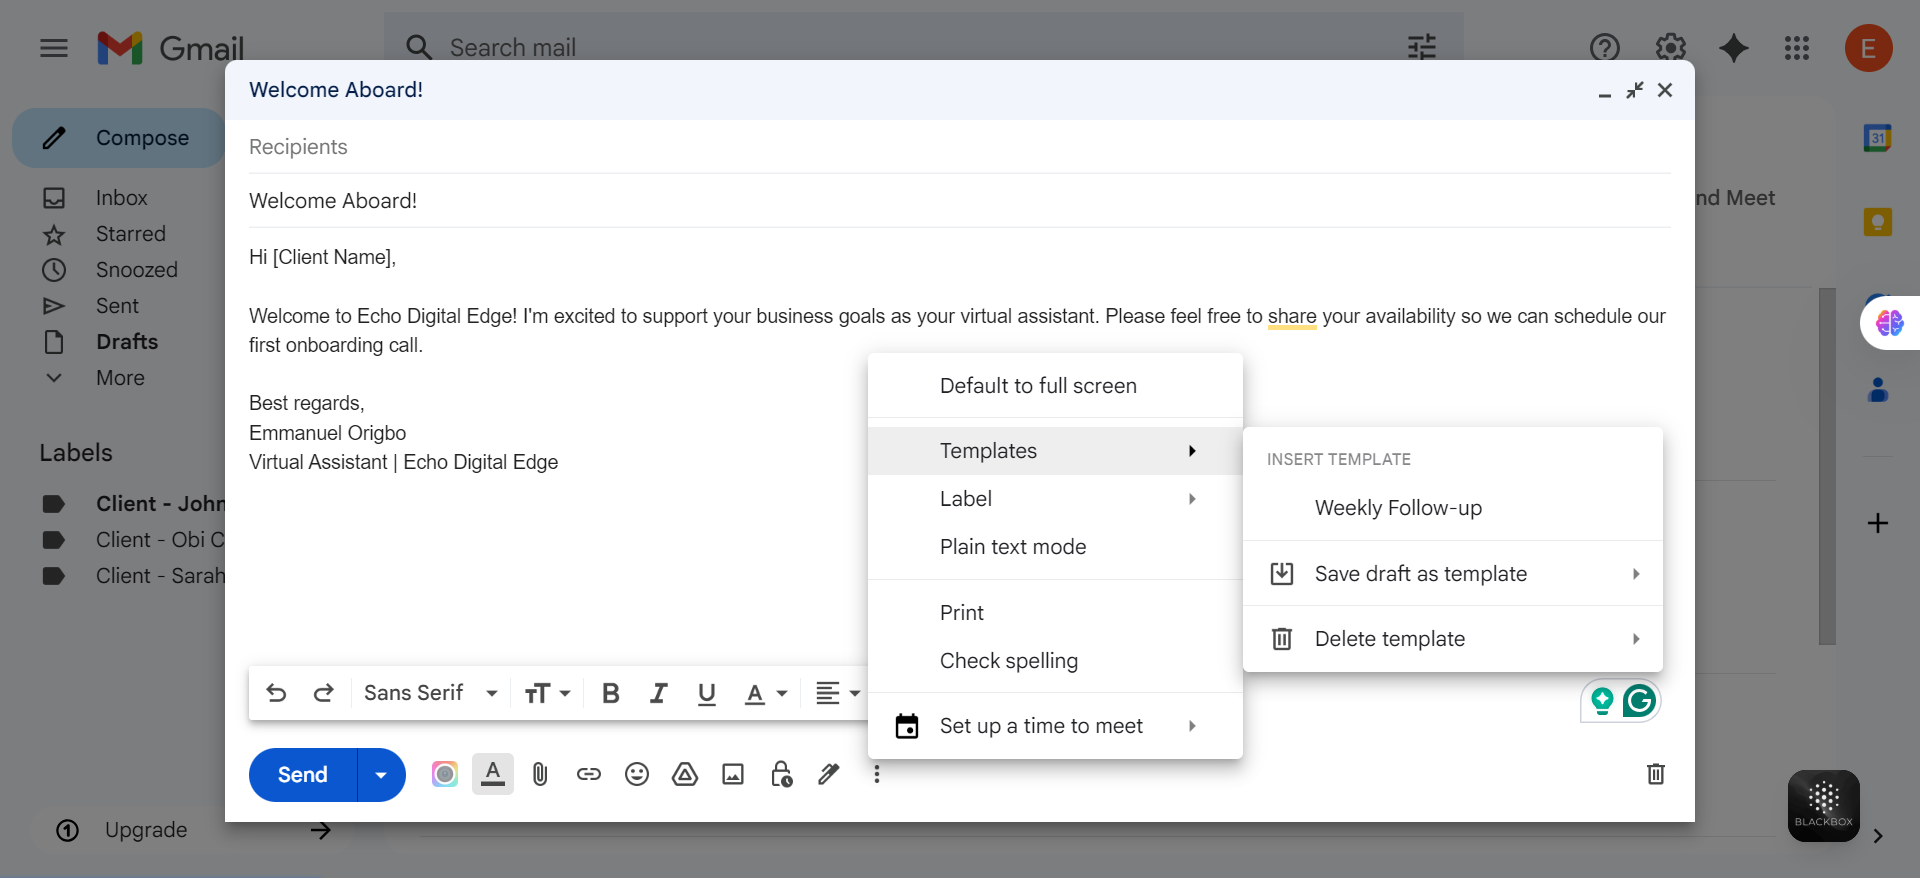 Gmail
Search mail
E
Compose
Inbox
Starred
Snoozed
Sent
Drafts
More
Labels
Client - John
Client - Obi C
Client - Sarah
Upgrade
Welcome Aboard!
Recipients
Welcome Aboard!
Hi [Client Name],
Welcome to Echo Digital Edge! I'm excited to support your business goals as your virtual assistant. Please feel free to share your availability so we can schedule our
first onboarding call.
Best regards,
Emmanuel Origbo
Virtual Assistant | Echo Digital Edge
Sans Serif
Send
Default to full screen
Templates
Label
Plain text mode
Print
Check spelling
Set up a time to meet
INSERT TEMPLATE
Weekly Follow-up
Save draft as template
Delete template
nd Meet
31
BLACKBOX